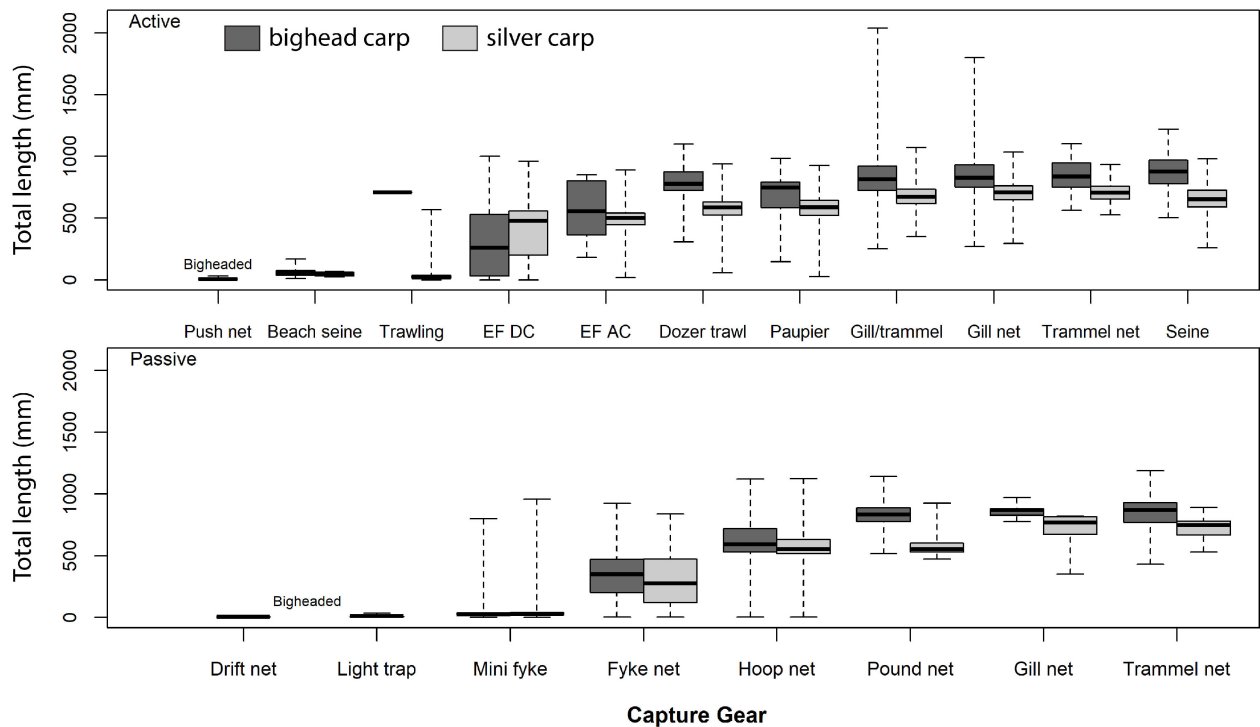 Active
bighead carp silver carp
Total length (mm)
2000
1500
1000
500
0
Bigheaded
Push net Beach seine Trawling EF DC EF AC Dozer trawl Paupier Gill/trammel Gill net Trammel net Seine
Passive
Total length (mm)
2000
1500
1000
500
0
Bigheaded
Drift net Light trap Mini fyke Fyke net Hoop net Pound net Gill net Trammel net
Capture Gear